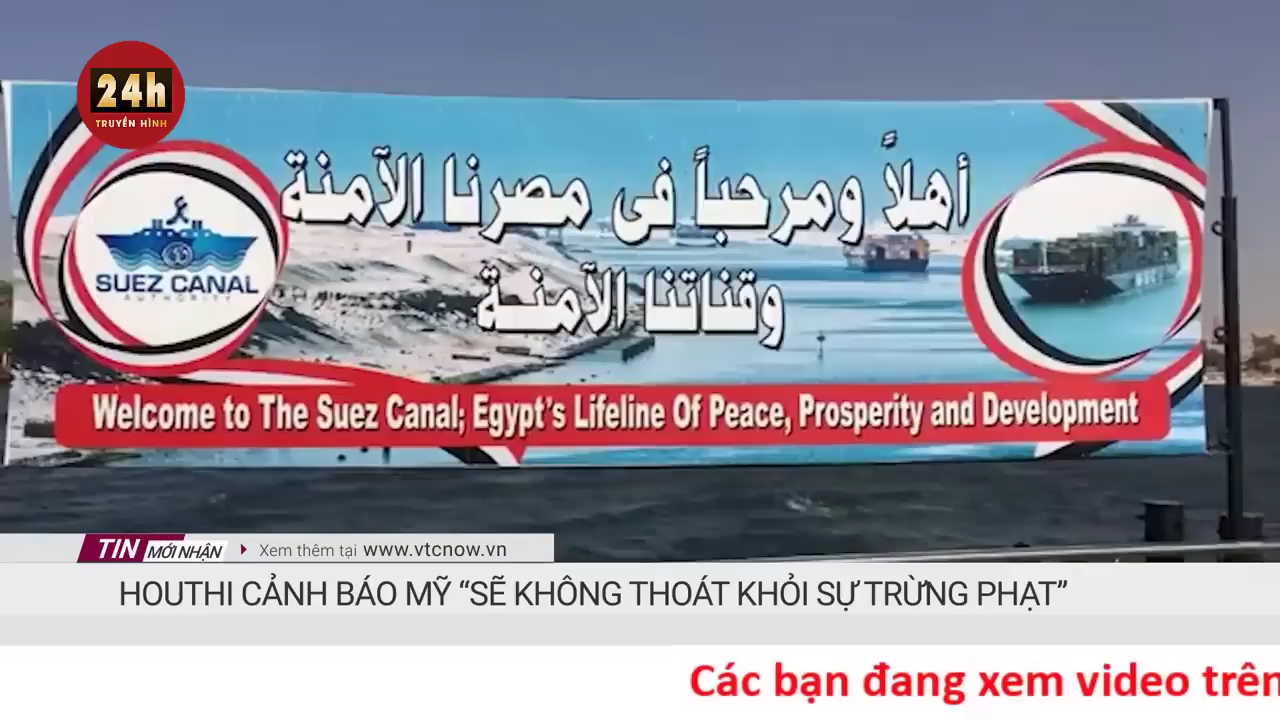 24h
TRUYỀN HÌNH
أهلاً ومرحباً فى مصرنا الآمنة
وقناتنا الآمنة
SUEZ CANAL
AUTHORITY
Welcome to The Suez Canal; Egypt's Lifeline Of Peace, Prosperity and Development
TIN MỚI NHẬN Xem thêm tại www.vtcnow.vn
HOUTHI CẢNH BÁO MỸ “SẼ KHÔNG THOÁT KHỎI SỰ TRỪNG PHẠT”
Các bạn đang xem video trên